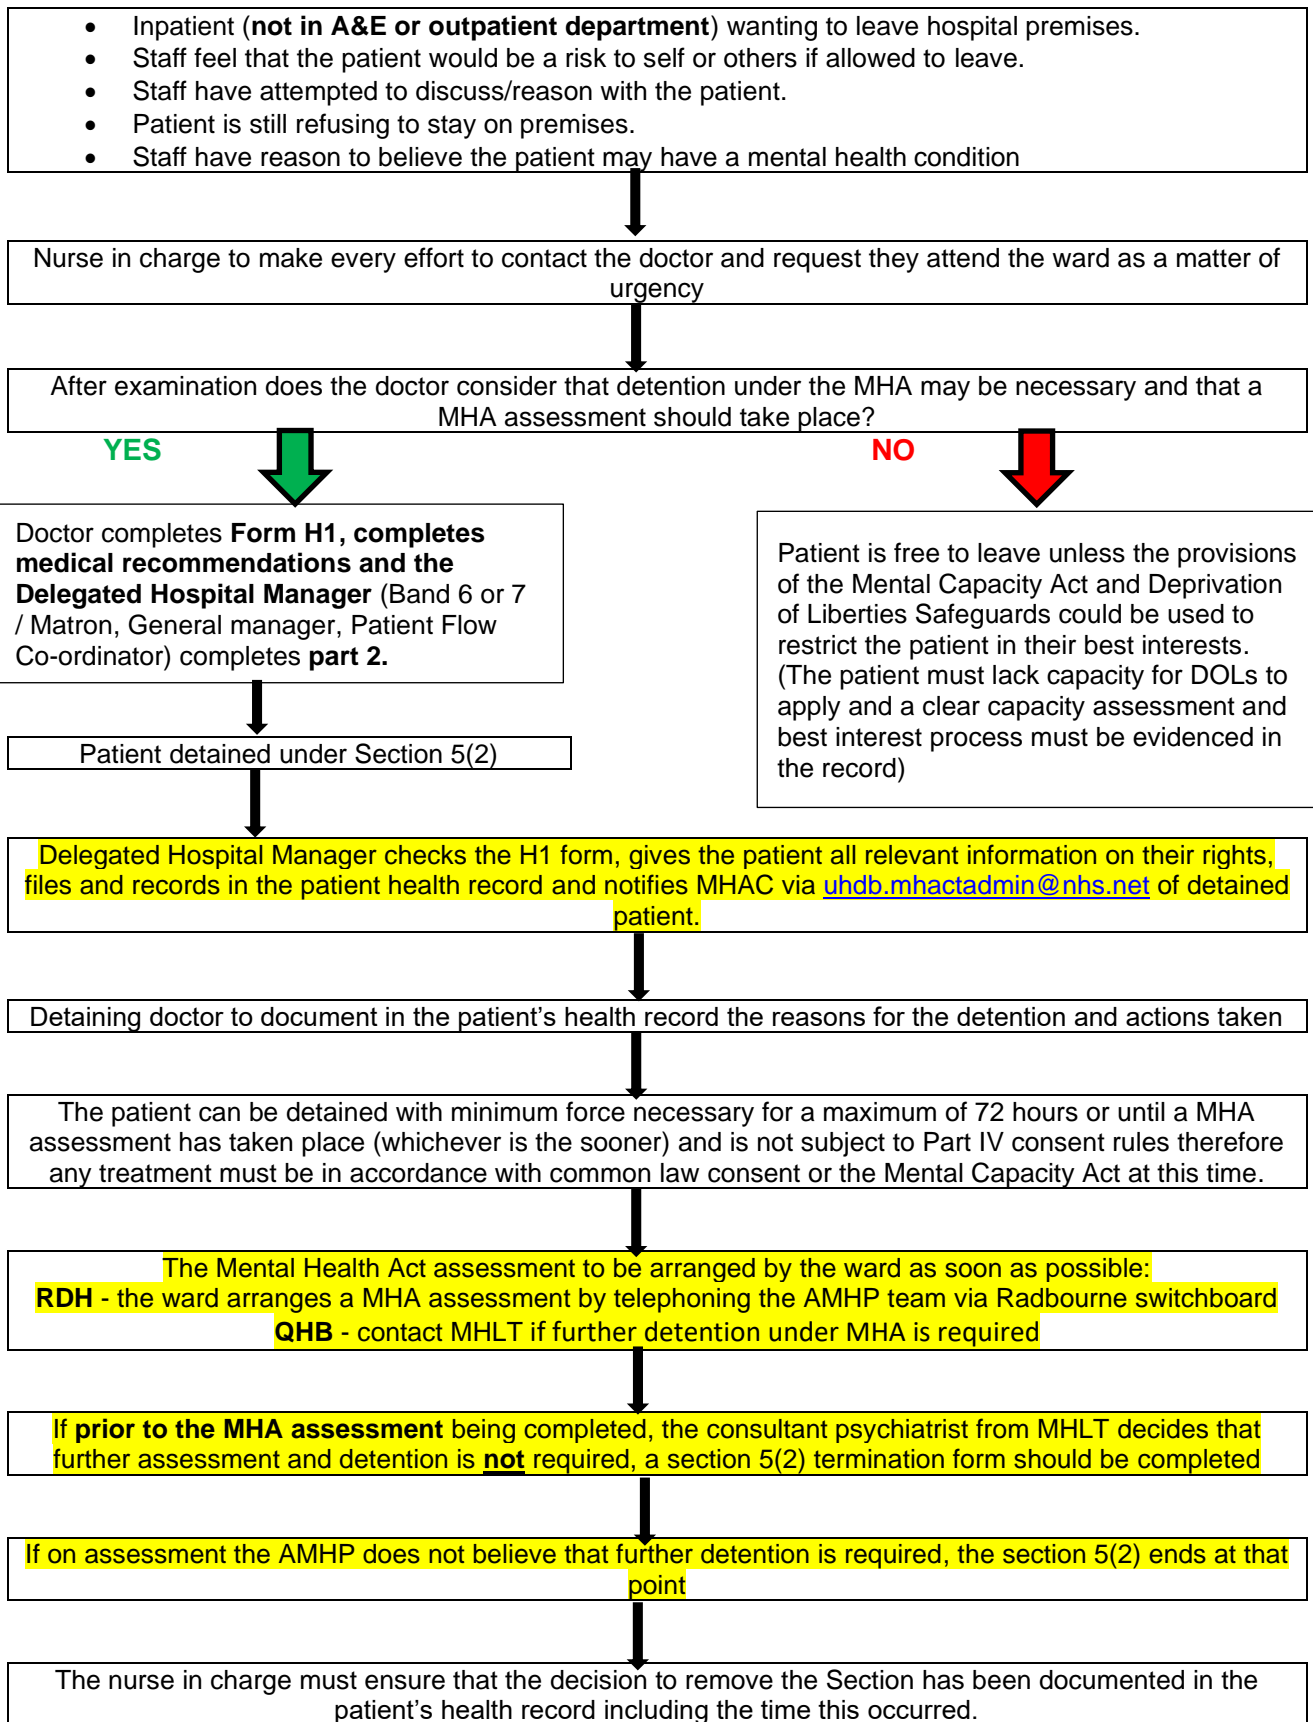 • Inpatient (not in A&E or outpatient department) wanting to leave hospital premises.
• Staff feel that the patient would be a risk to self or others if allowed to leave.
• Staff have attempted to discuss/reason with the patient.
• Patient is still refusing to stay on premises.
• Staff have reason to believe the patient may have a mental health condition
Nurse in charge to make every effort to contact the doctor and request they attend the ward as a matter of
urgency
After examination does the doctor consider that detention under the MHA may be necessary and that a
MHA assessment should take place?
YES
NO
Doctor completes Form H1, completes
medical recommendations and the
Delegated Hospital Manager (Band 6 or 7
/ Matron, General manager, Patient Flow
Co-ordinator) completes part 2.
Patient is free to leave unless the provisions
of the Mental Capacity Act and Deprivation
of Liberties Safeguards could be used to
restrict the patient in their best interests.
(The patient must lack capacity for DOLs to
apply and a clear capacity assessment and
best interest process must be evidenced in
the record)
Patient detained under Section 5(2)
Delegated Hospital Manager checks the H1 form, gives the patient all relevant information on their rights,
files and records in the patient health record and notifies MHAC via uhdb.mhactadmin@nhs.net of detained
patient.
Detaining doctor to document in the patient's health record the reasons for the detention and actions taken
The patient can be detained with minimum force necessary for a maximum of 72 hours or until a MHA
assessment has taken place (whichever is the sooner) and is not subject to Part IV consent rules therefore
any treatment must be in accordance with common law consent or the Mental Capacity Act at this time.
The Mental Health Act assessment to be arranged by the ward as soon as possible:
RDH - the ward arranges a MHA assessment by telephoning the AMHP team via Radbourne switchboard
QHB - contact MHLT if further detention under MHA is required
If prior to the MHA assessment being completed, the consultant psychiatrist from MHLT decides that
further assessment and detention is not required, a section 5(2) termination form should be completed
If on assessment the AMHP does not believe that further detention is required, the section 5(2) ends at that
point
The nurse in charge must ensure that the decision to remove the Section has been documented in the
patient's health record including the time this occurred.